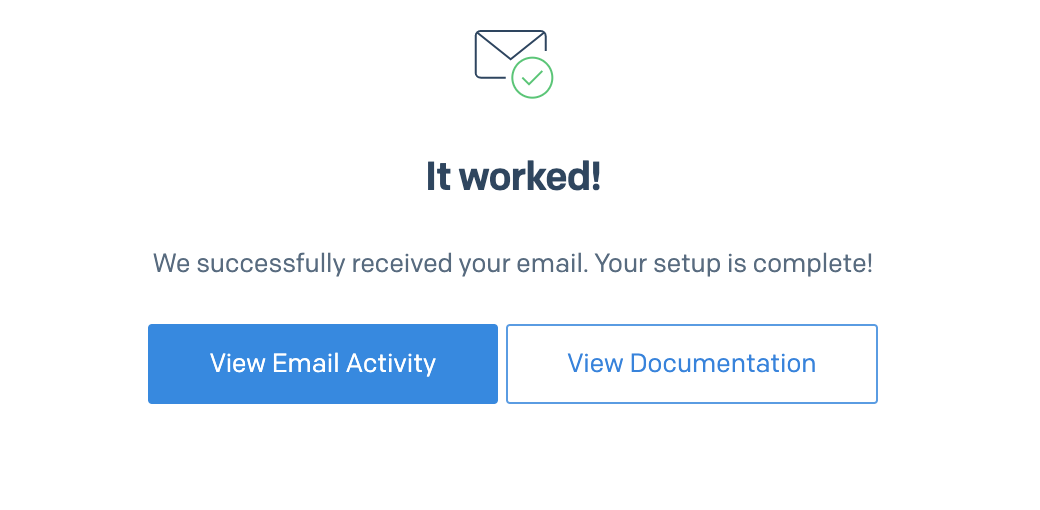 It worked!
We successfully received your email. Your setup is complete!
View Email Activity
View Documentation